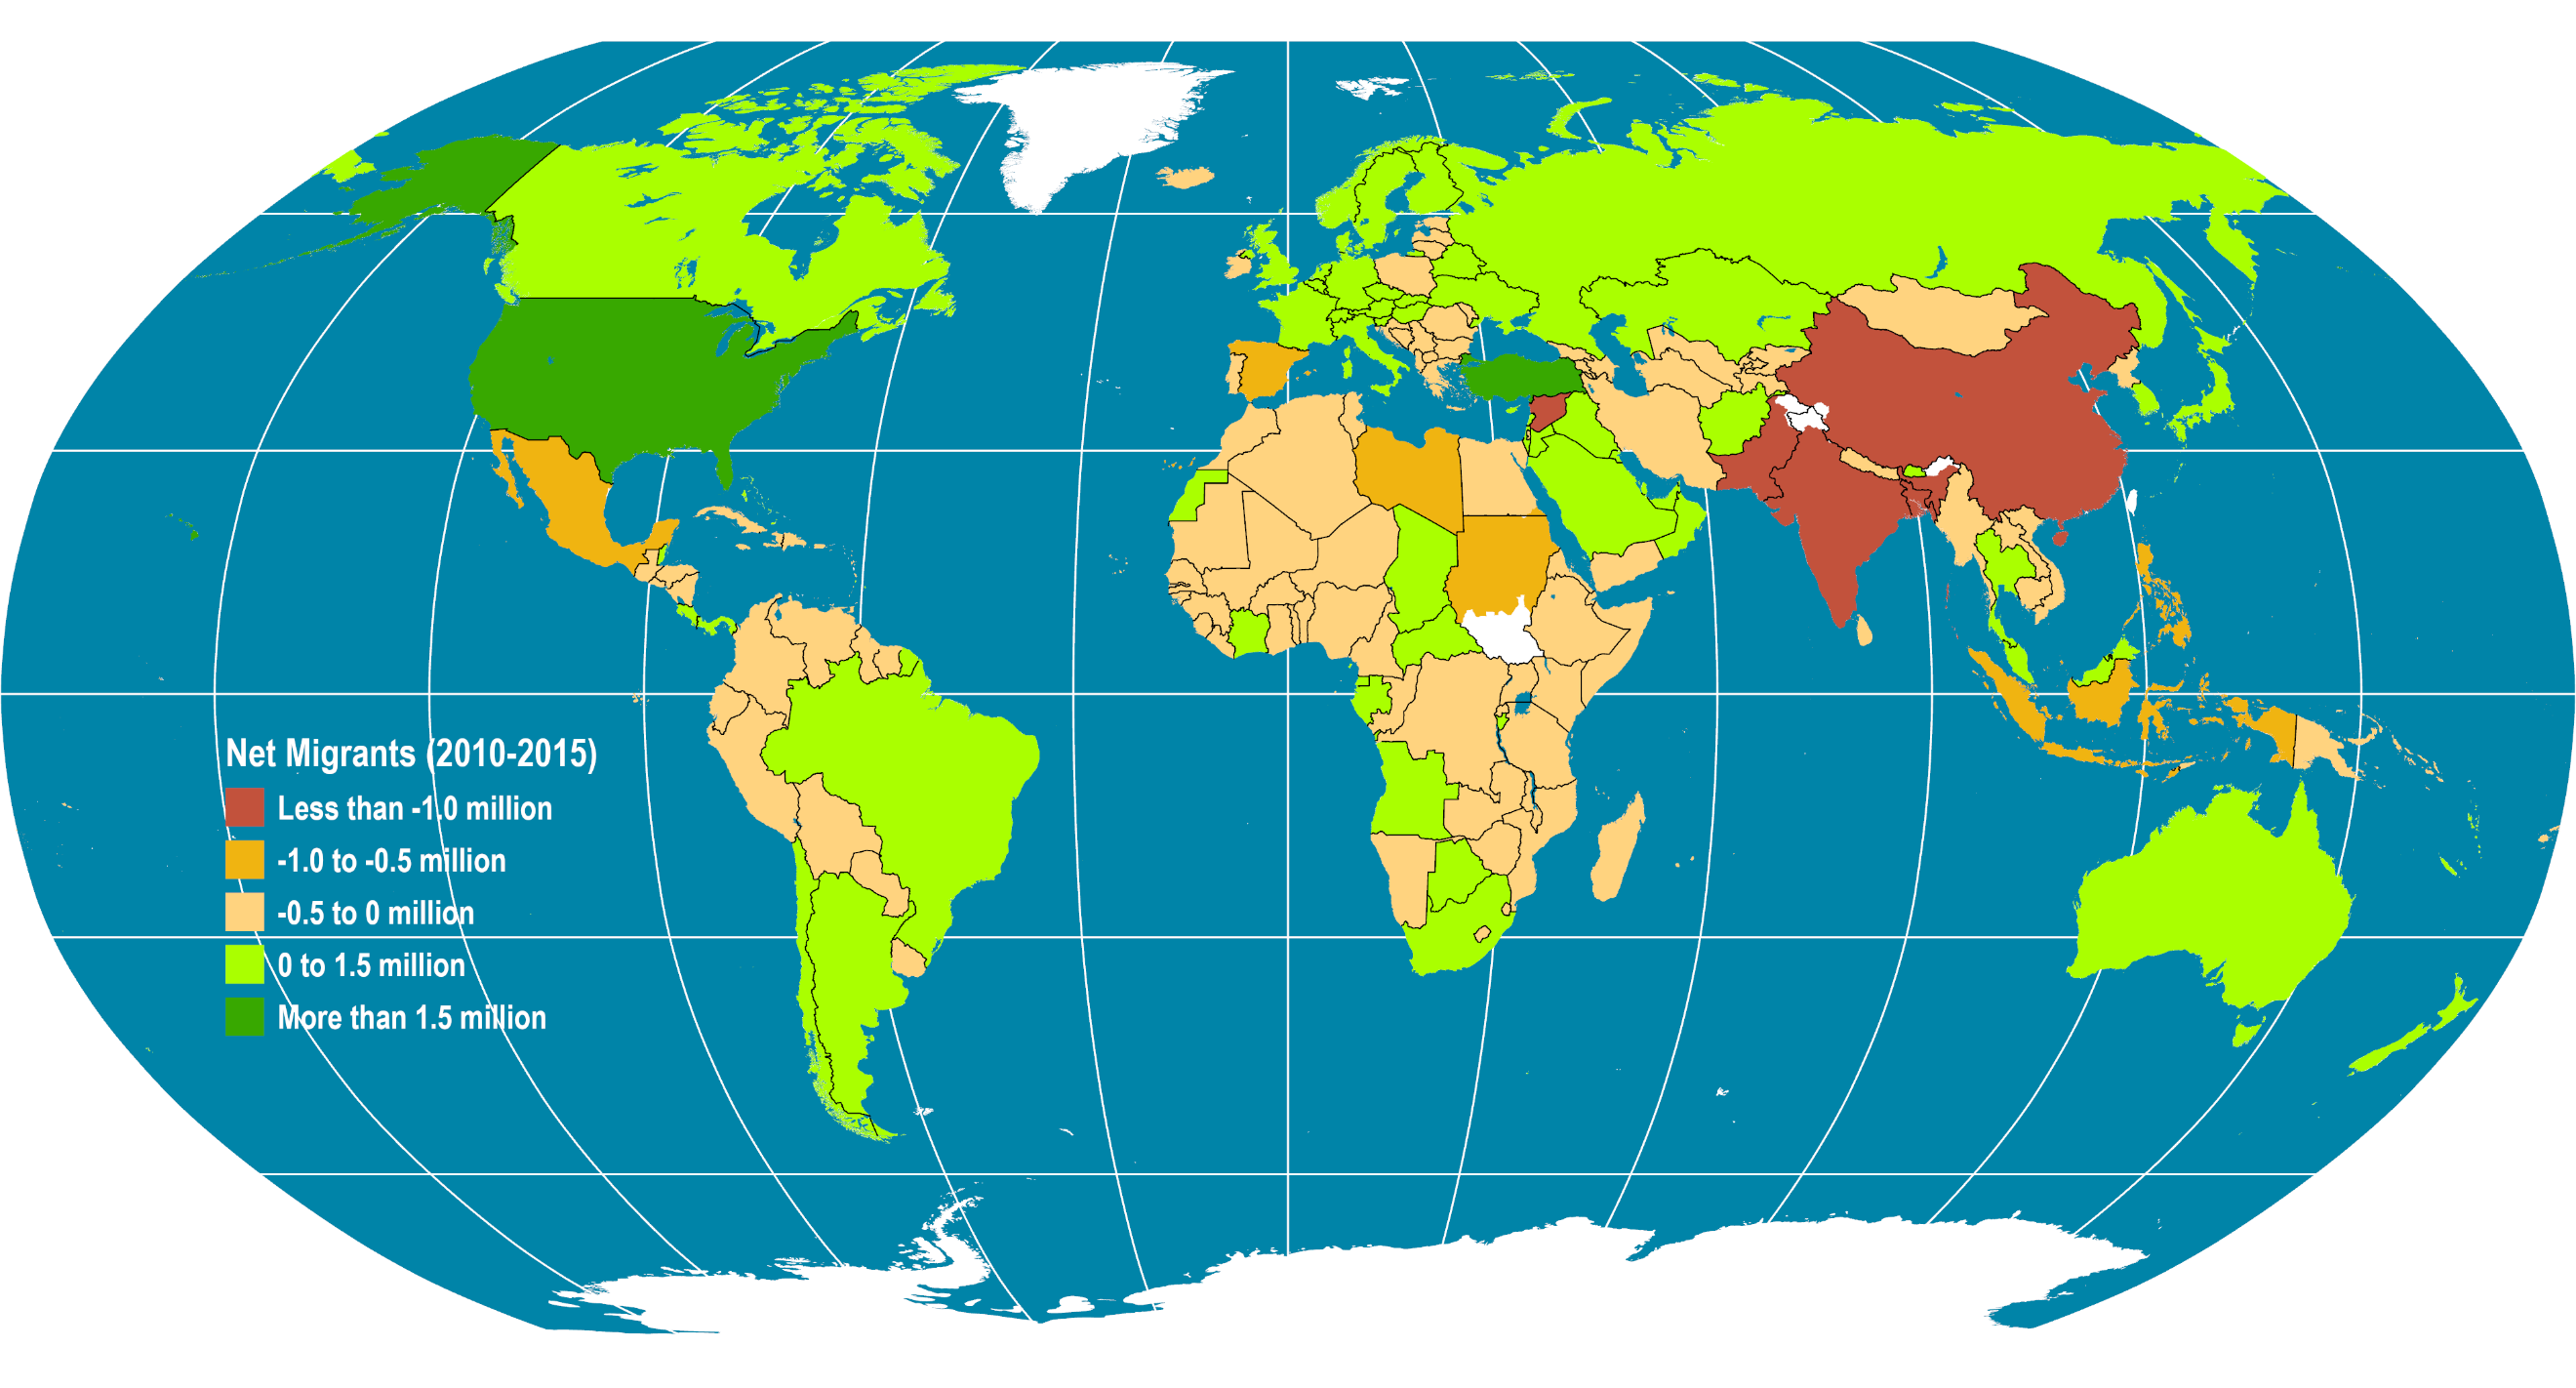 Net Migrants (2010-2015)
Less than -1.0 million
-1.0 to -0.5 million
-0.5 to 0 million
0 to 1.5 million
More than 1.5 million